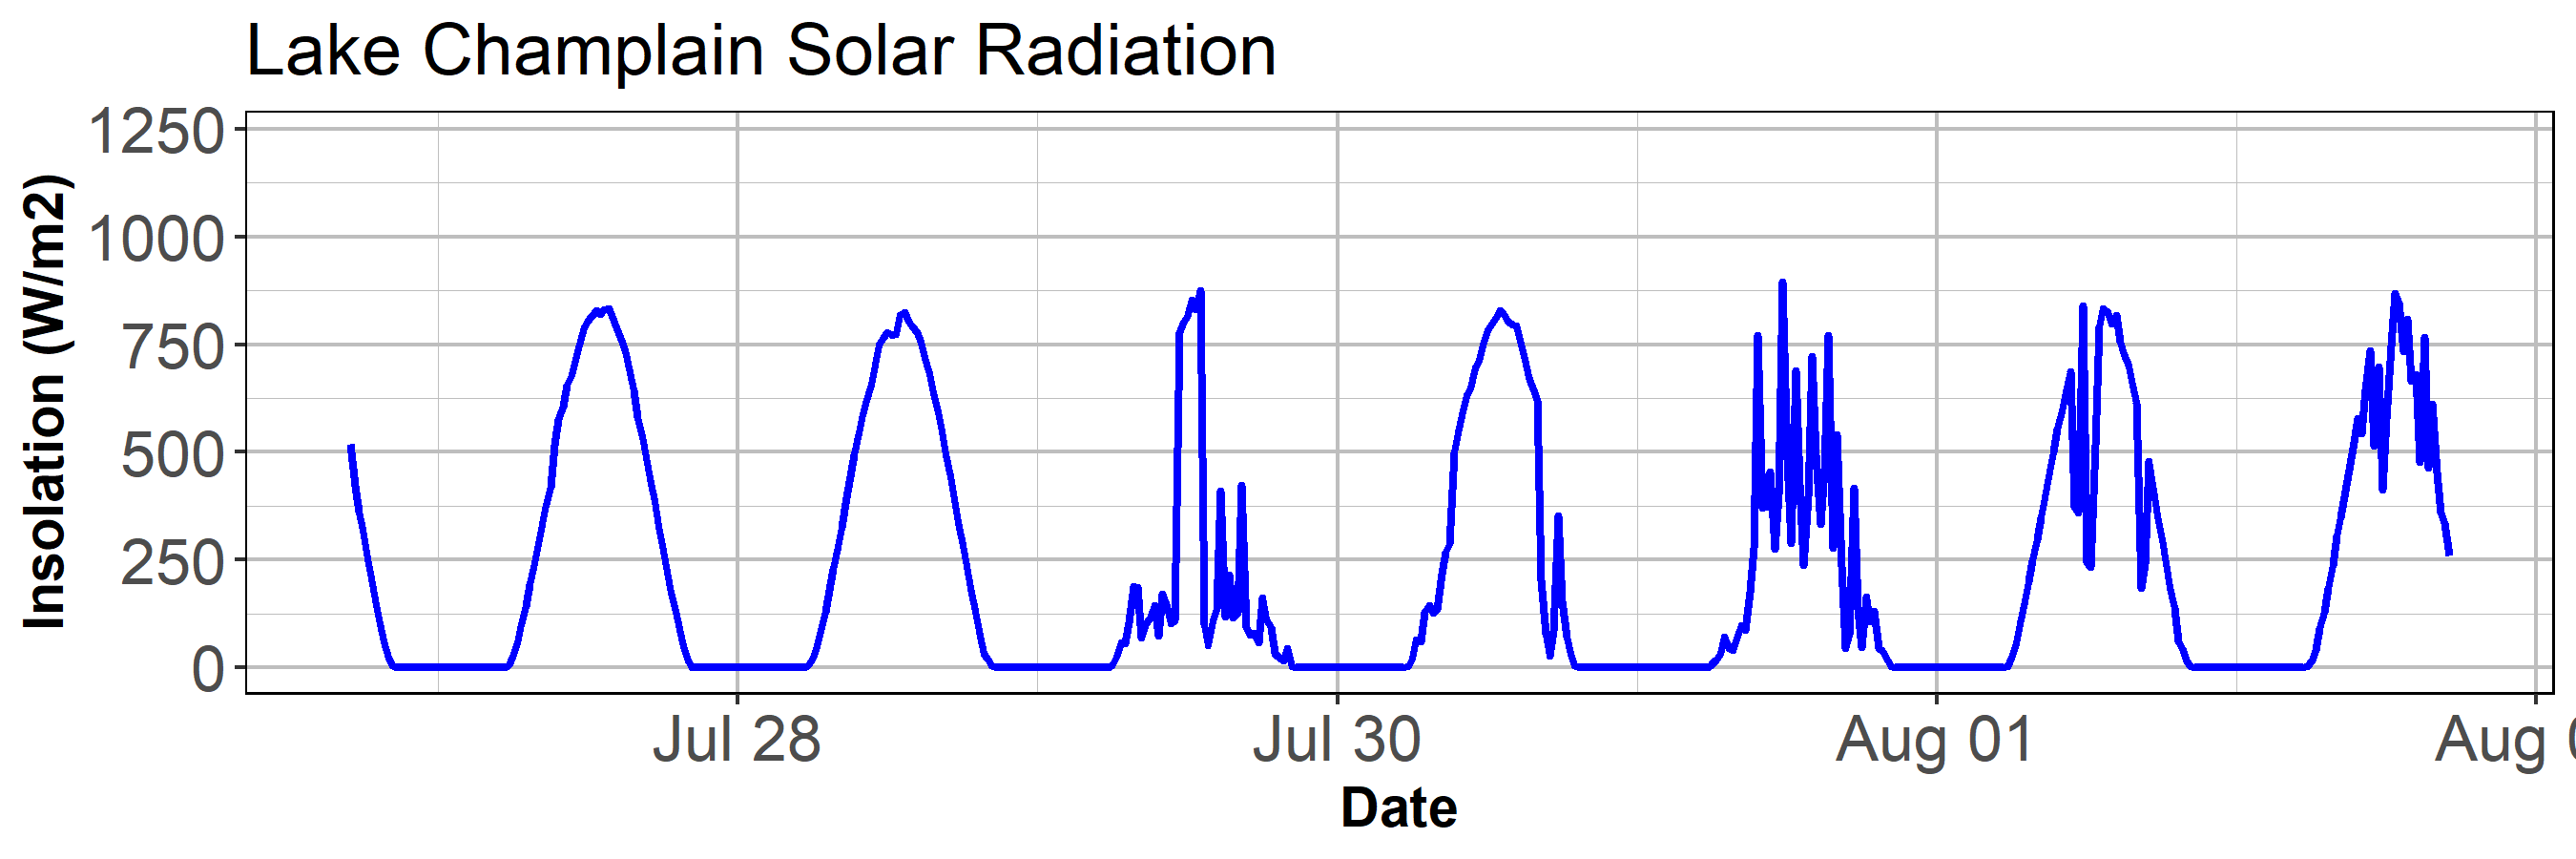 Lake Champlain Solar Radiation
1250
1000
750
500
250
0
Insolation (W/m2)
Jul 28 Jul 30 Aug 01 Aug
Date